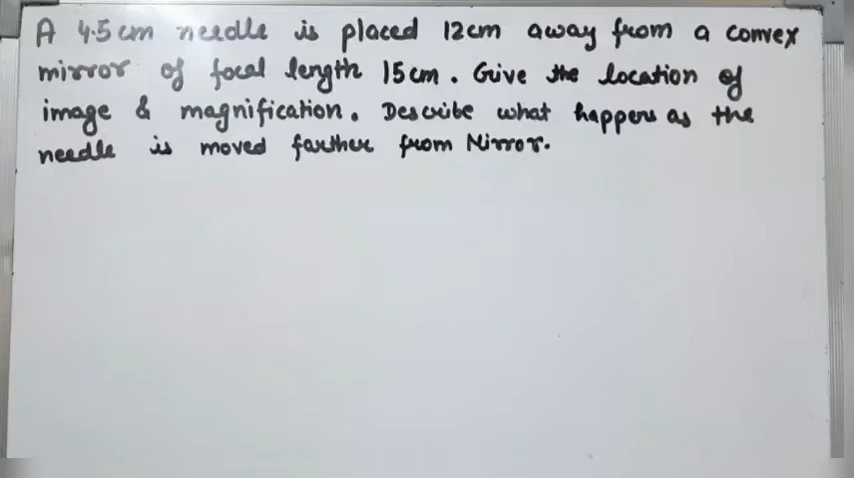 A 4.5 cm needle is placed 12cm away from a convex
mirror of focal length 15cm. Give the location of
image & magnification. Describe what happens as the
needle is moved farther from Mirror.